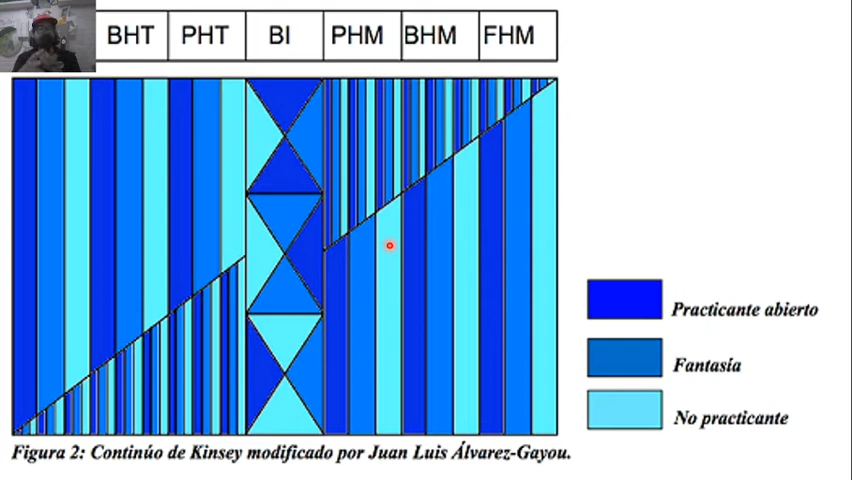 BHT PHT BI PHM BHM FHM
Practicante abierto
Fantasía
No practicante
Figura 2: Continúo de Kinsey modificado por Juan Luis Álvarez-Gayou.